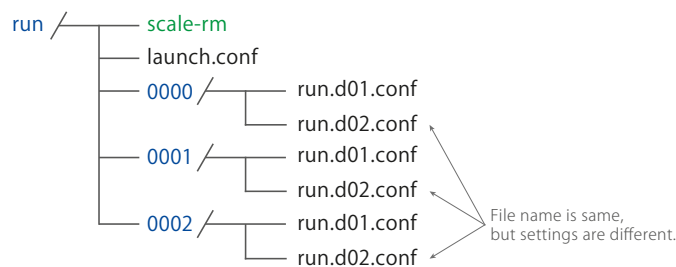 run
scale-rm
launch.conf
0000
run.d01.conf
run.d02.conf
0001
run.d01.conf
run.d02.conf
0002
run.d01.conf
run.d02.conf
File name is same,
but settings are different.